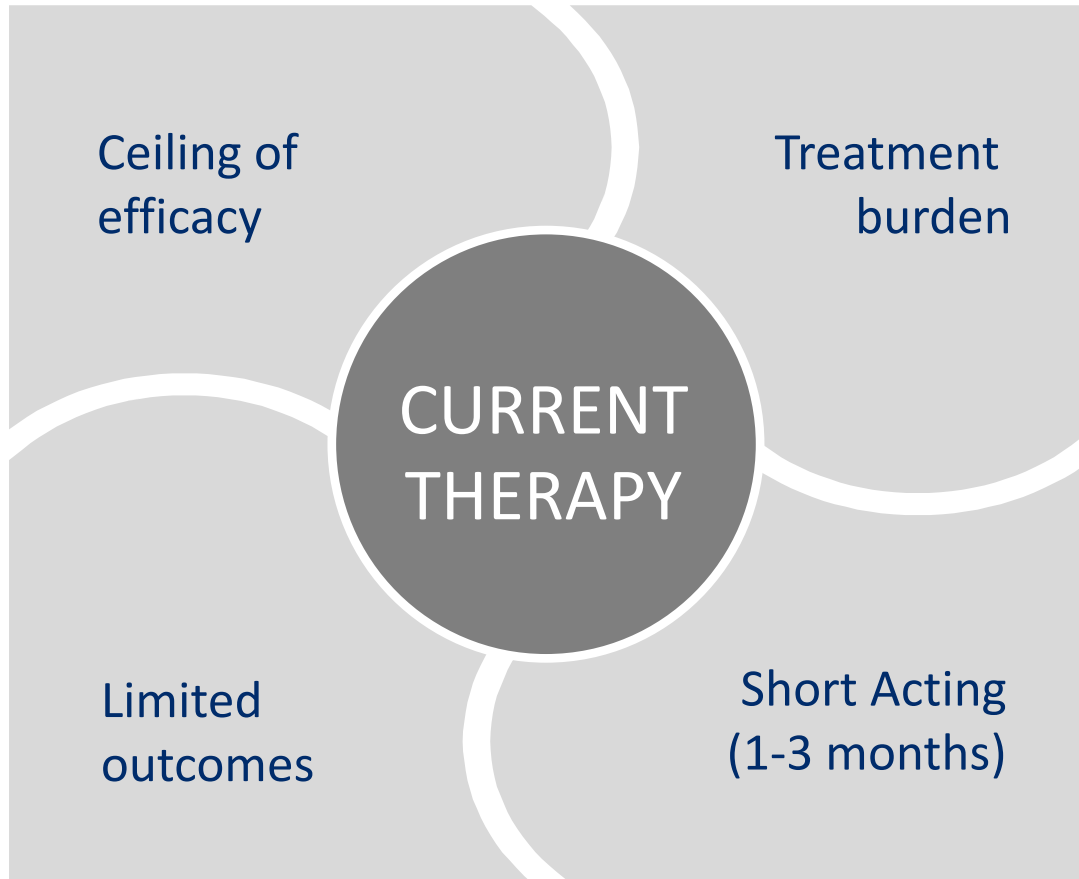 Ceiling of
efficacy
Treatment
burden
CURRENT
THERAPY
Limited
outcomes
Short Acting
(1-3 months)